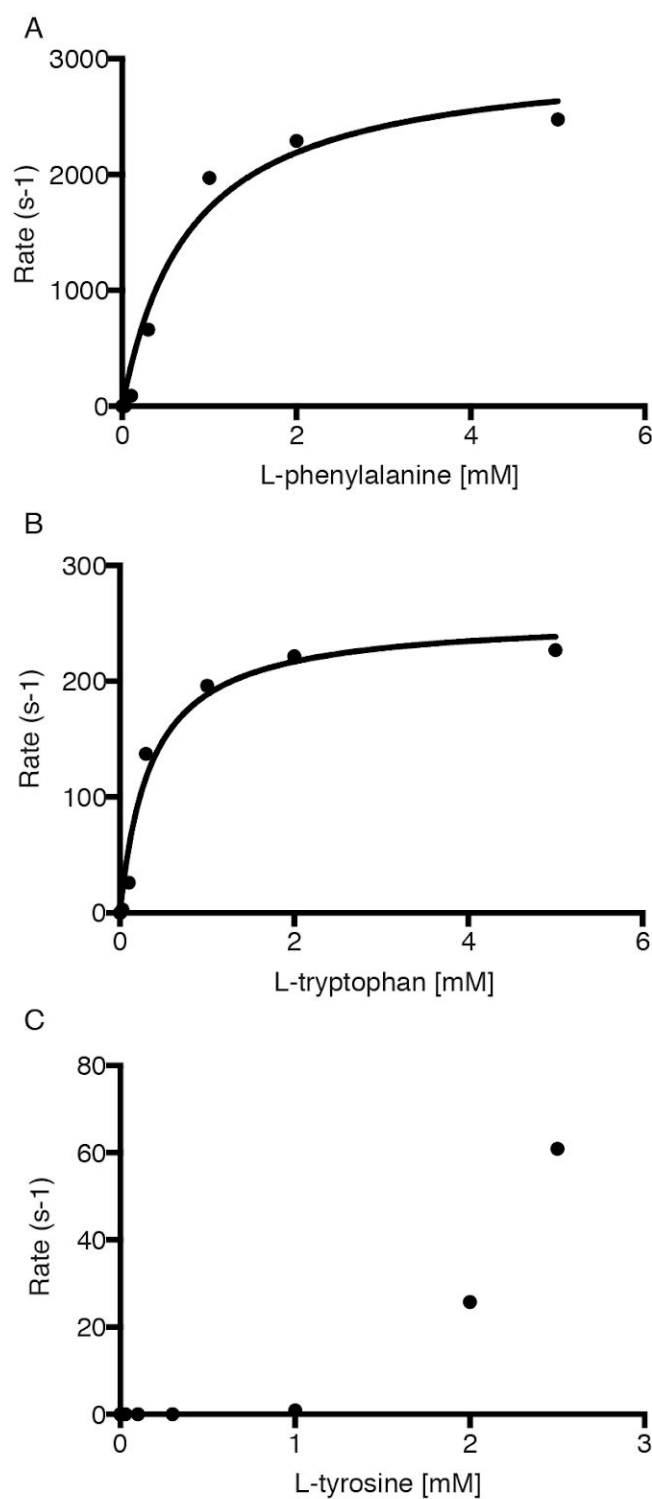 A
3000
2000
1000
0
Rate (s-1)
0 2 4 6
L-phenylalanine [mM]
B
300
200
100
0
Rate (s-1)
0 2 4 6
L-tryptophan [mM]
C
80
60
40
20
0
Rate (s-1)
0 1 2 3
L-tyrosine [mM]